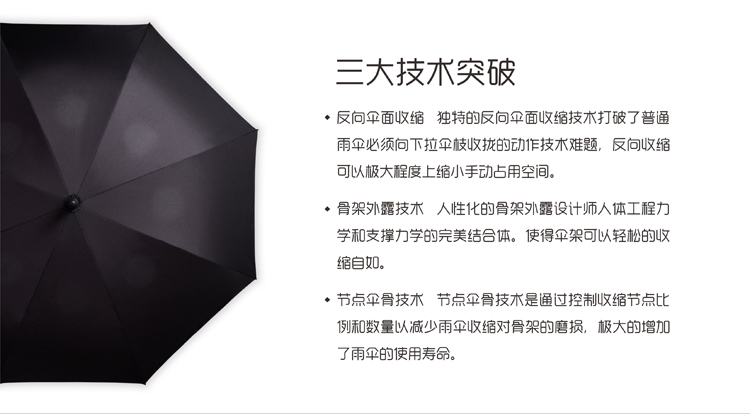 三大技术突破
◆ 反向伞面收缩 独特的反向伞面收缩技术打破了普通
雨伞必须向下拉伞枝收拢的动作技术难题，反向收缩
可以极大程度上缩小手动占用空间。
◆ 骨架外露技术 人性化的骨架外露设计师人体工程力
学和支撑力学的完美结合体。使得伞架可以轻松的收
缩自如。
◆ 节点伞骨技术 节点伞骨技术是通过控制收缩节点比
例和数量以减少雨伞收缩对骨架的磨损，极大的增加
了雨伞的使用寿命。